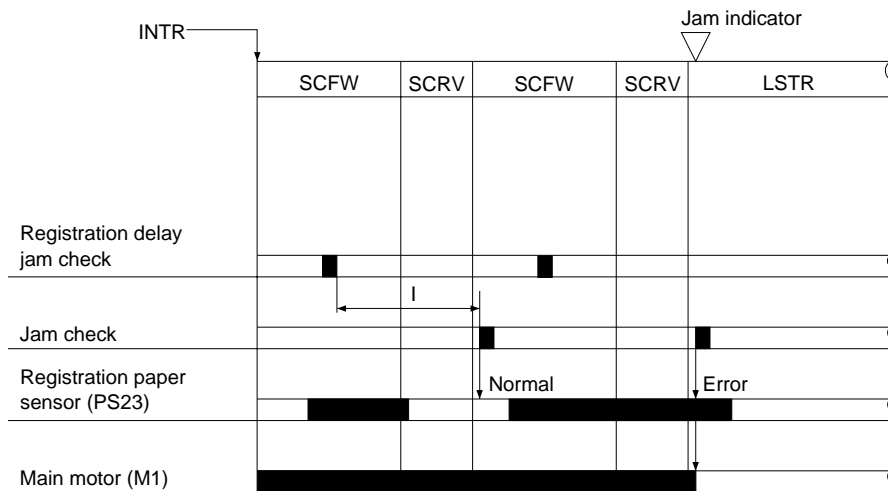 Jam indicator
INTR
SCFW SCRV SCFW SCRV LSTR
Registration delay
jam check
I
Jam check
Registration paper
sensor (PS23)
Normal Error
Main motor (M1)